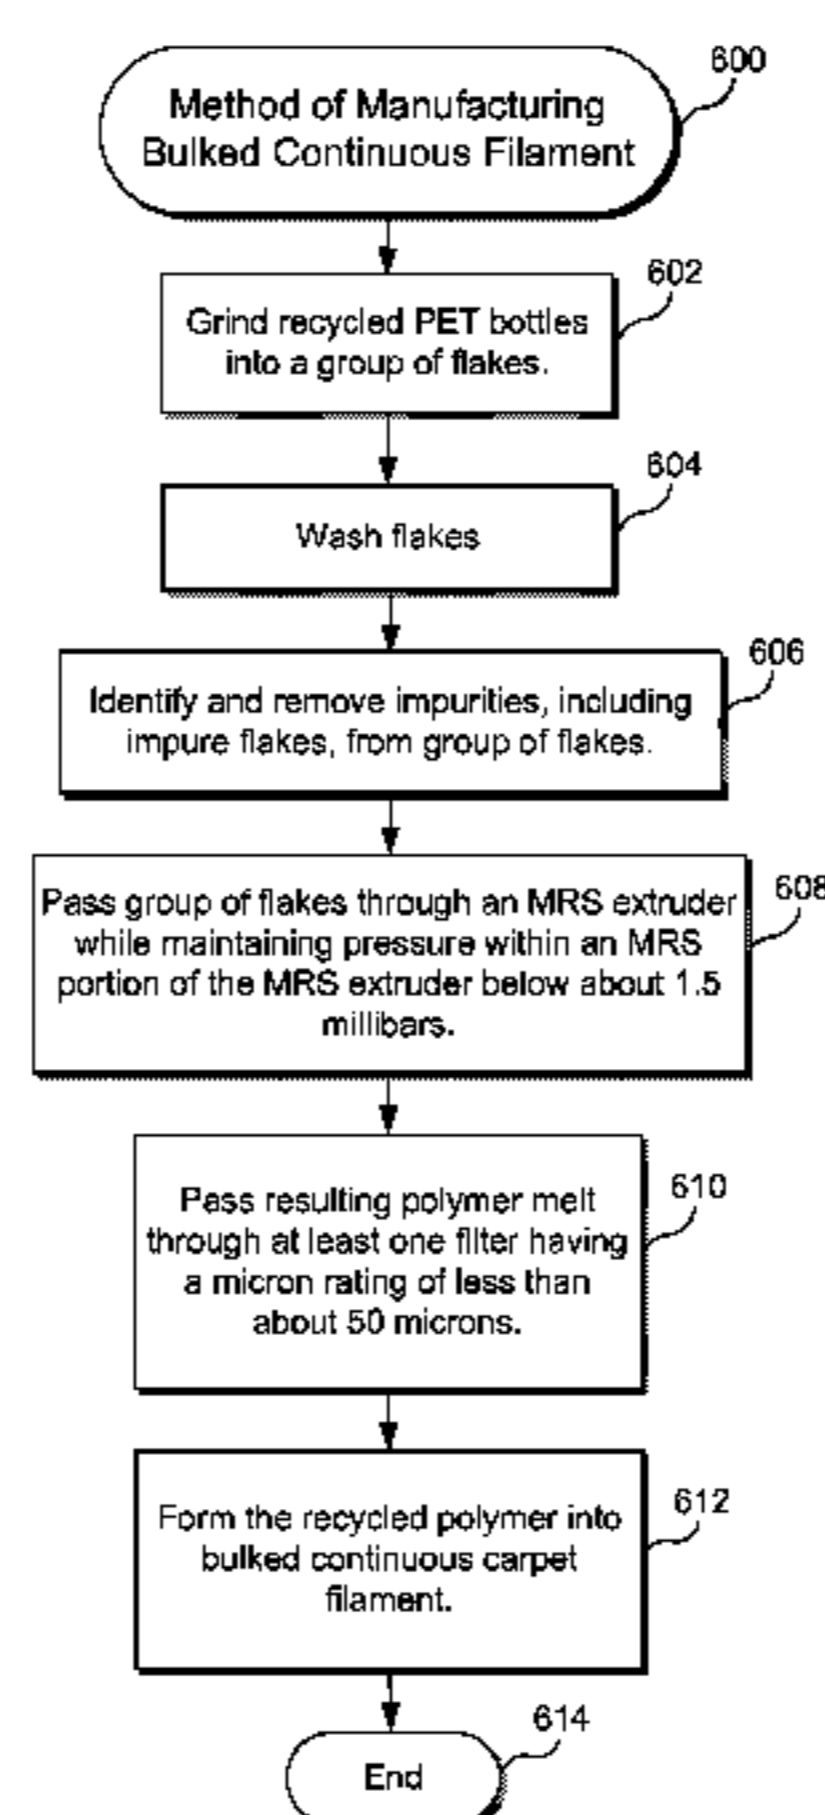 600
Method of Manufacturing
Bulked Continuous Filament
602
Grind recycled PET bottles
into a group of flakes.
604
Wash flakes
606
Identify and remove impurities, including
impure flakes, from group of flakes.
608
Pass group of flakes through an MRS extruder
while maintaining pressure within an MRS
portion of the MRS extruder below about 1.5
millibars.
610
Pass resulting polymer melt
through at least one filter having
a micron rating of less than
about 50 microns.
612
Form the recycled polymer into
bulked continuous carpet
filament.
614
End